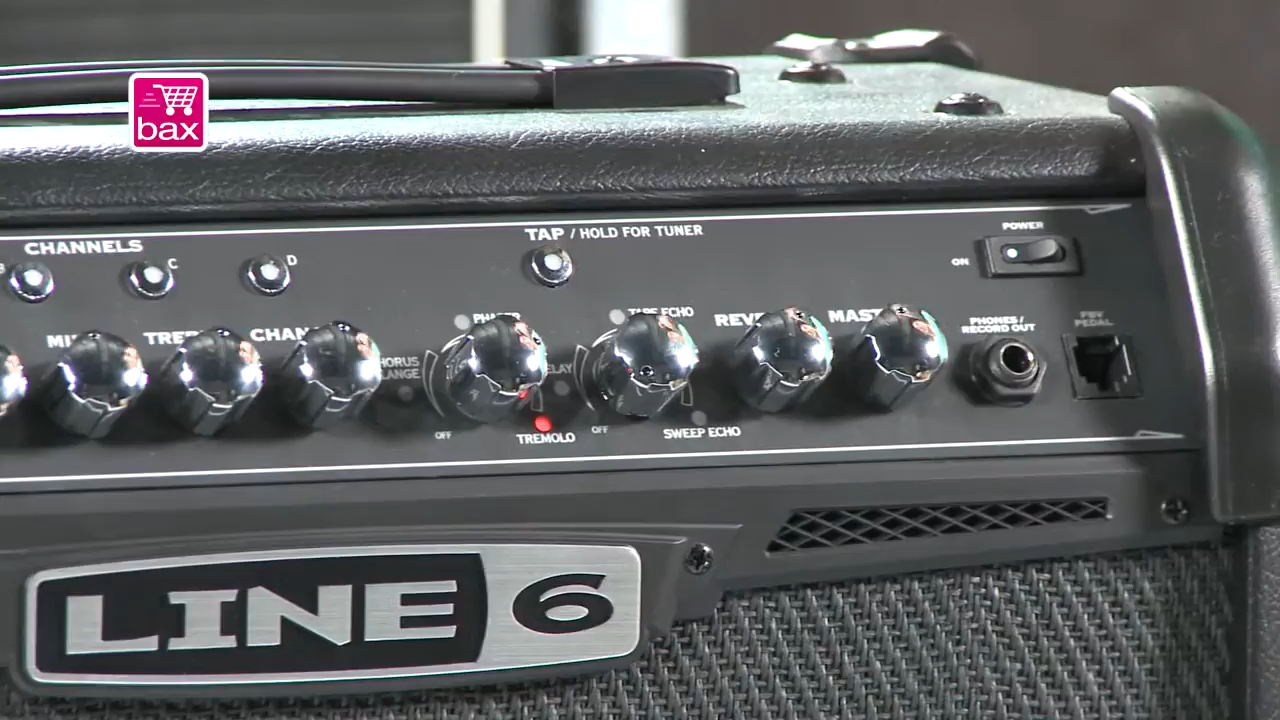 bax
CHANNELS
TAP / HOLD FOR TUNER
POWER
B
C
D
ON
PHONES/
RECORD OUT
FBV
PEDAL
TAPE ECHO
OFF
TREMOLO
OFF
SWEEP ECHO
LINE 6